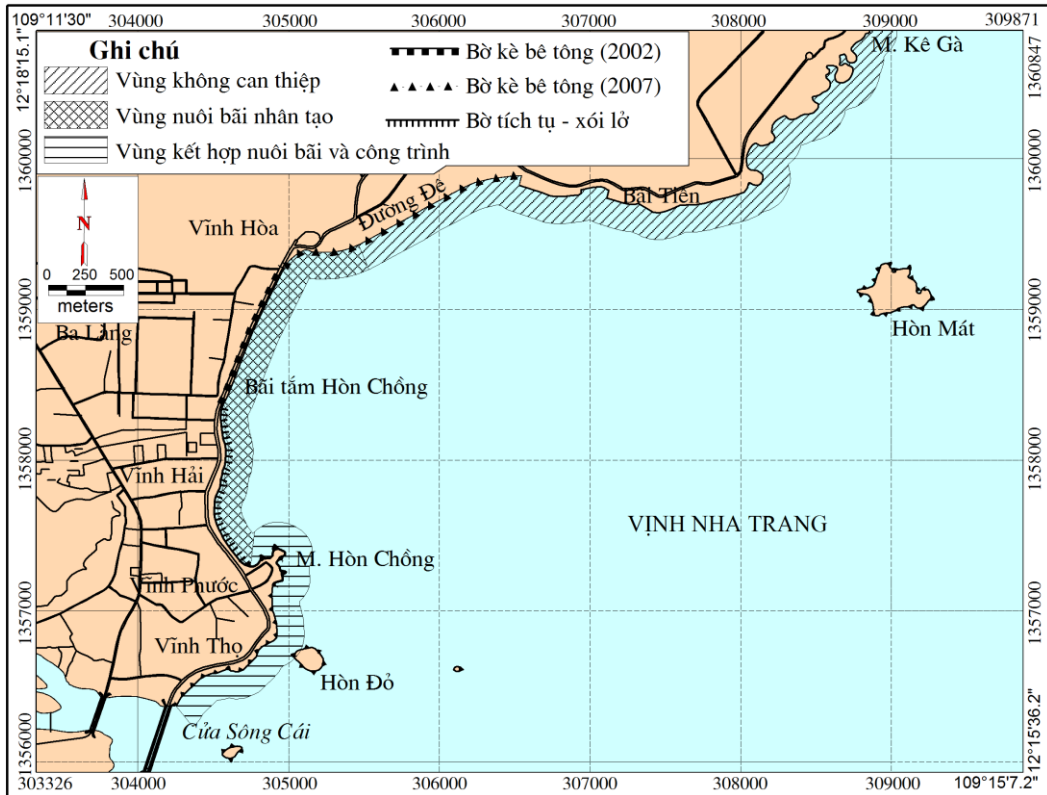 109°11'30"
304000
305000
306000
307000
308000
309000
309871
12°18'15.1"
1360847
Ghi chú
Vùng không can thiệp
Vùng nuôi bãi nhân tạo
Vùng kết hợp nuôi bãi và công trình
Bờ kè bê tông (2002)
Bờ kè bê tông (2007)
Bờ tích tụ - xói lở
M. Kê Gà
1360000
1360000
N
0 250 500
meters
Vĩnh Hòa
Đường Đê
Bãi Tiên
1359000
1359000
Hòn Mát
Ba Làng
Bãi tắm Hòn Chồng
1358000
1358000
Vĩnh Hải
VỊNH NHA TRANG
M. Hòn Chồng
Vĩnh Phước
1357000
1357000
Vĩnh Thọ
Hòn Đỏ
Cửa Sông Cái
1356000
12°15'36.2"
303326
304000
305000
306000
307000
308000
309000
109°15'7.2"